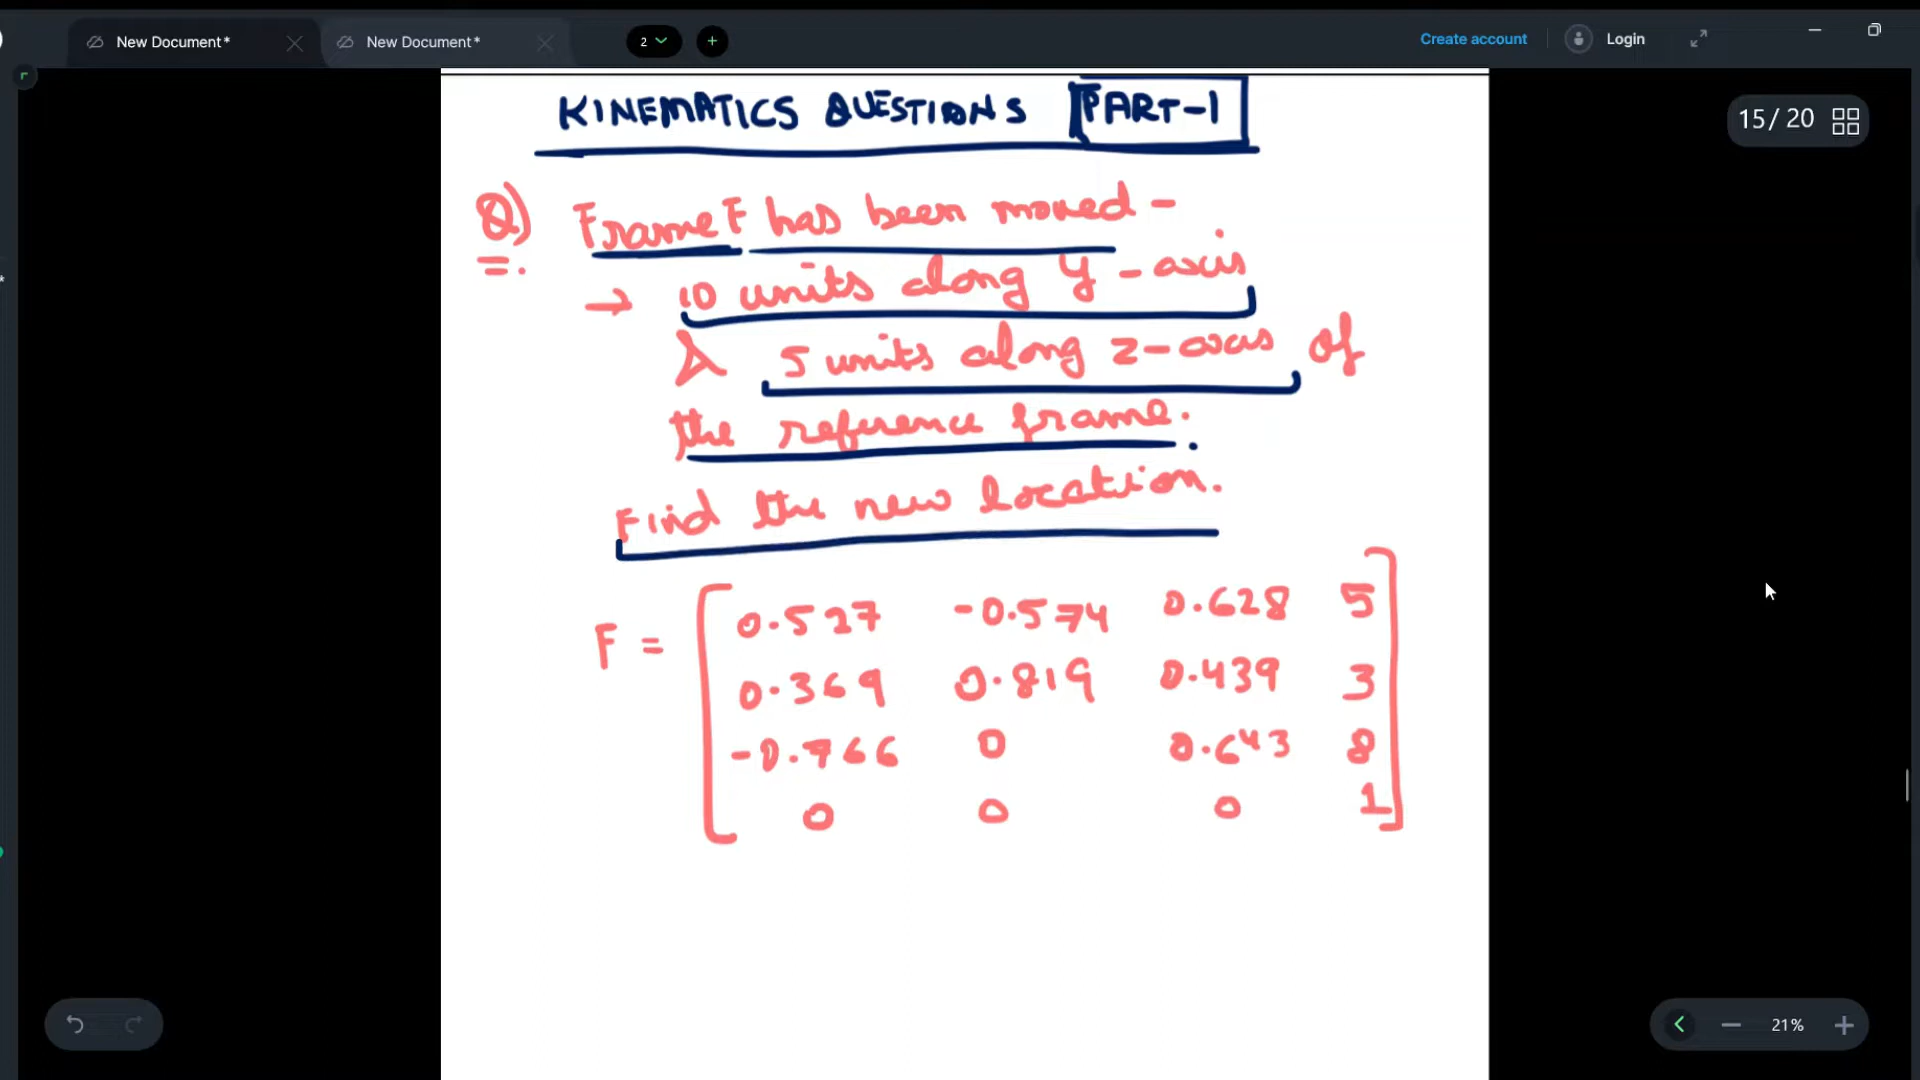 New Document* New Document* 2 Create account Login
15/ 20
KINEMATICS QUESTIONS PART-1
Q) Frame F has been moved -
→ 10 units along y-axis
& 5 units along z-axis of
the reference frame.
Find the new location.
F = [ 0.527 -0.574 0.628 5
0.369 0.819 0.439 3
-0.766 0 0.643 8
0 0 0 1 ]
21%